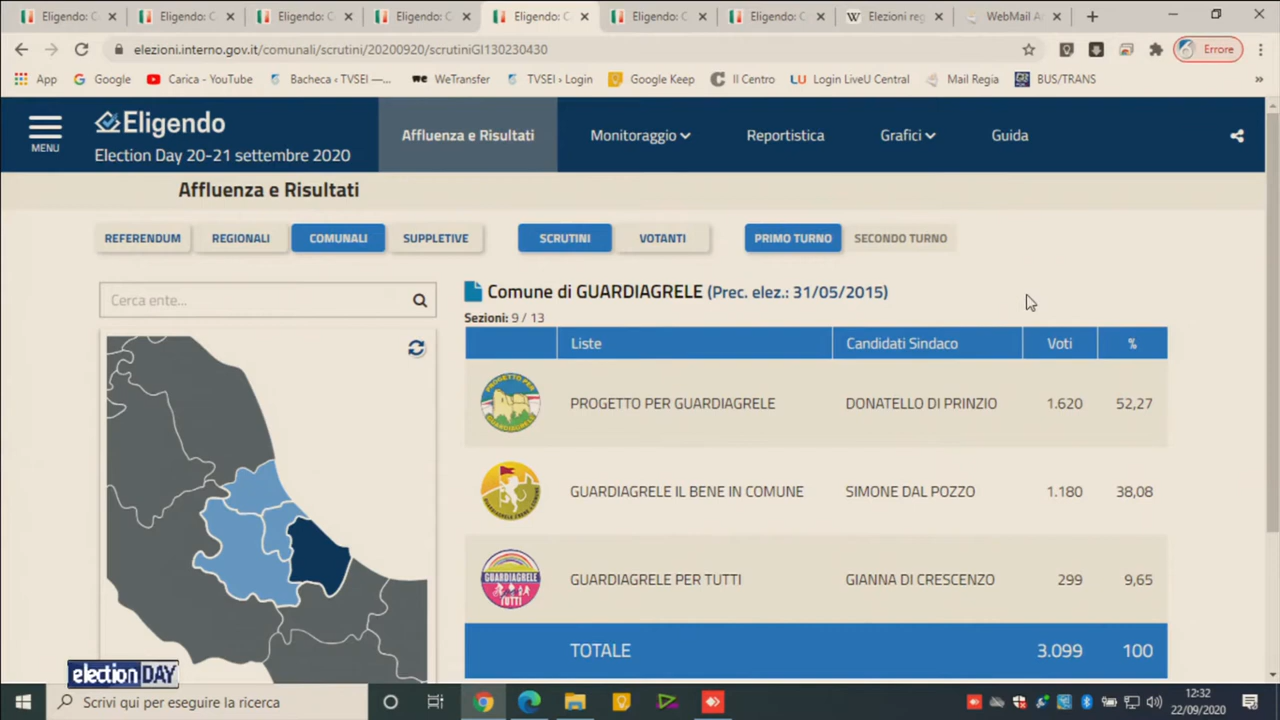 Eligendo: C
Eligendo: C
Eligendo: C
Eligendo: C
Eligendo: C
Eligendo: C
Eligendo: C
Elezioni reg
WebMail A
elezioni.interno.gov.it/comunali/scrutini/20200920/scrutiniGI130230430
Errore
App
Google
Carica - YouTube
Bacheca ‹ TVSEI —...
WeTransfer
TVSEI › Login
Google Keep
Il Centro
LU Login LiveU Central
Mail Regia
BUS/TRANS
»
MENU
Eligendo
Election Day 20-21 settembre 2020
Affluenza e Risultati
Monitoraggio
Reportistica
Grafici
Guida
Affluenza e Risultati
REFERENDUM
REGIONALI
COMUNALI
SUPPLETIVE
SCRUTINI
VOTANTI
PRIMO TURNO
SECONDO TURNO
Cerca ente...
Comune di GUARDIAGRELE (Prec. elez.: 31/05/2015)
Sezioni: 9 / 13
Liste Candidati Sindaco Voti %
PROGETTO PER GUARDIAGRELE
PROGETTO PER GUARDIAGRELE DONATELLO DI PRINZIO 1.620 52,27
GUARDIAGRELE IL BENE IN COMUNE SIMONE DAL POZZO 1.180 38,08
GUARDIAGRELE TUTTI
GUARDIAGRELE PER TUTTI GIANNA DI CRESCENZO 299 9,65
TOTALE 3.099 100
election DAY
Scrivi qui per eseguire la ricerca
12:32
22/09/2020